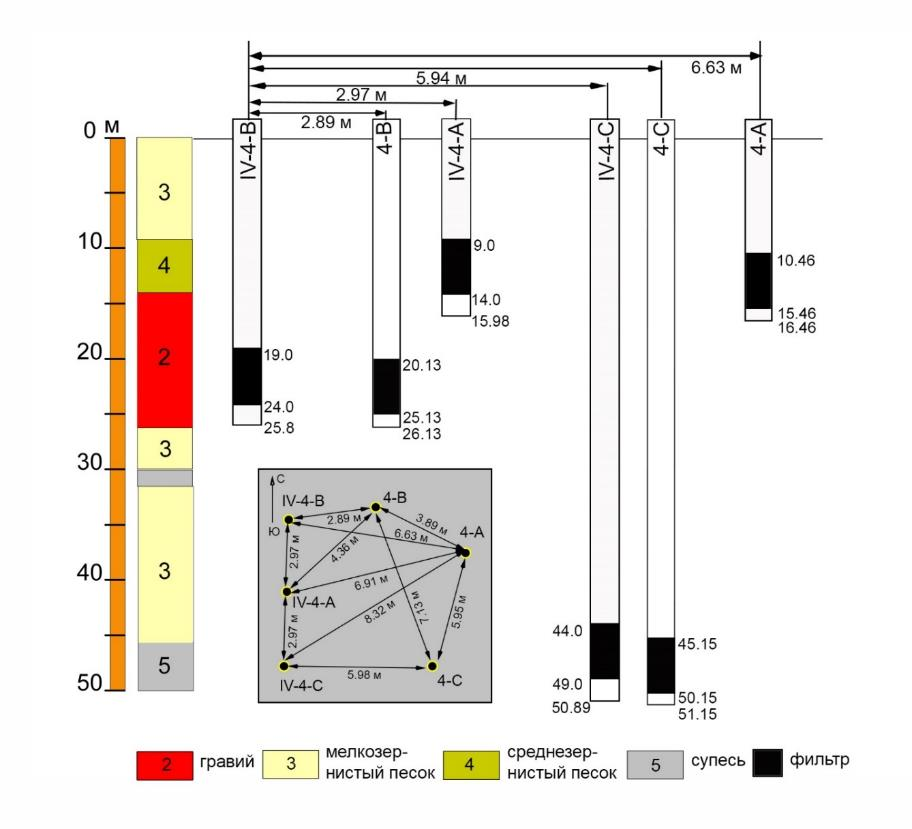 6.63 м
5.94 м
2.97 м
2.89 м
0 м
10
20
30
40
50
3
4
2
3
3
5
IV-4-B
4-B
IV-4-A
IV-4-C
4-C
4-A
9.0
14.0
15.98
10.46
15.46
16.46
19.0
24.0
25.8
20.13
25.13
26.13
44.0
49.0
50.89
45.15
50.15
51.15
С
Ю
IV-4-B
4-B
4-A
IV-4-A
IV-4-C
4-C
2.89 м
3.89 м
6.63 м
2.97 м
4.36 м
6.91 м
8.32 м
7.13 м
5.95 м
2.97 м
5.98 м
2 гравий
3 мелкозер-
нистый песок
4 среднезер-
нистый песок
5 супесь
фильтр